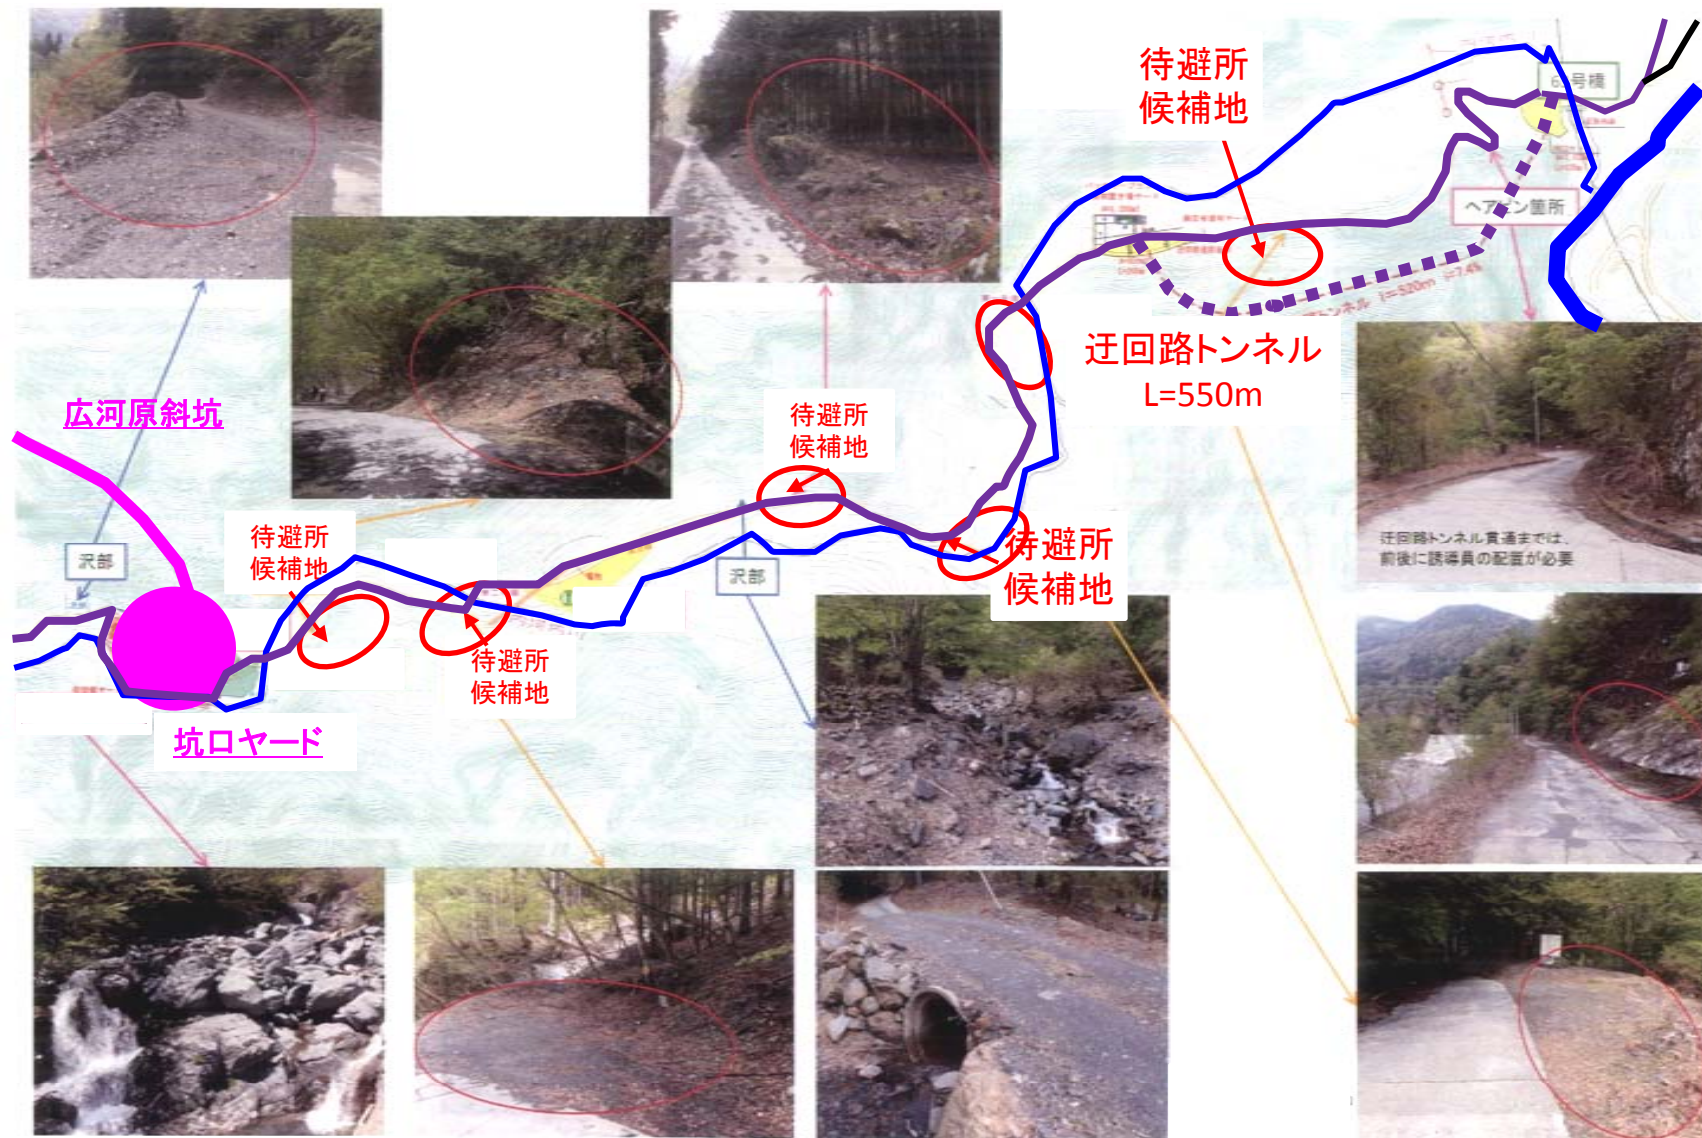 待避所
候補地
6 号橋
ヘアピン箇所
迂回路トンネル
L=550m
広河原斜坑
待避所
候補地
沢部
待避所
候補地
沢部
待避所
候補地
待避所
候補地
迂回路トンネル貫通までは、
前後に誘導員の配置が必要
坑口ヤード